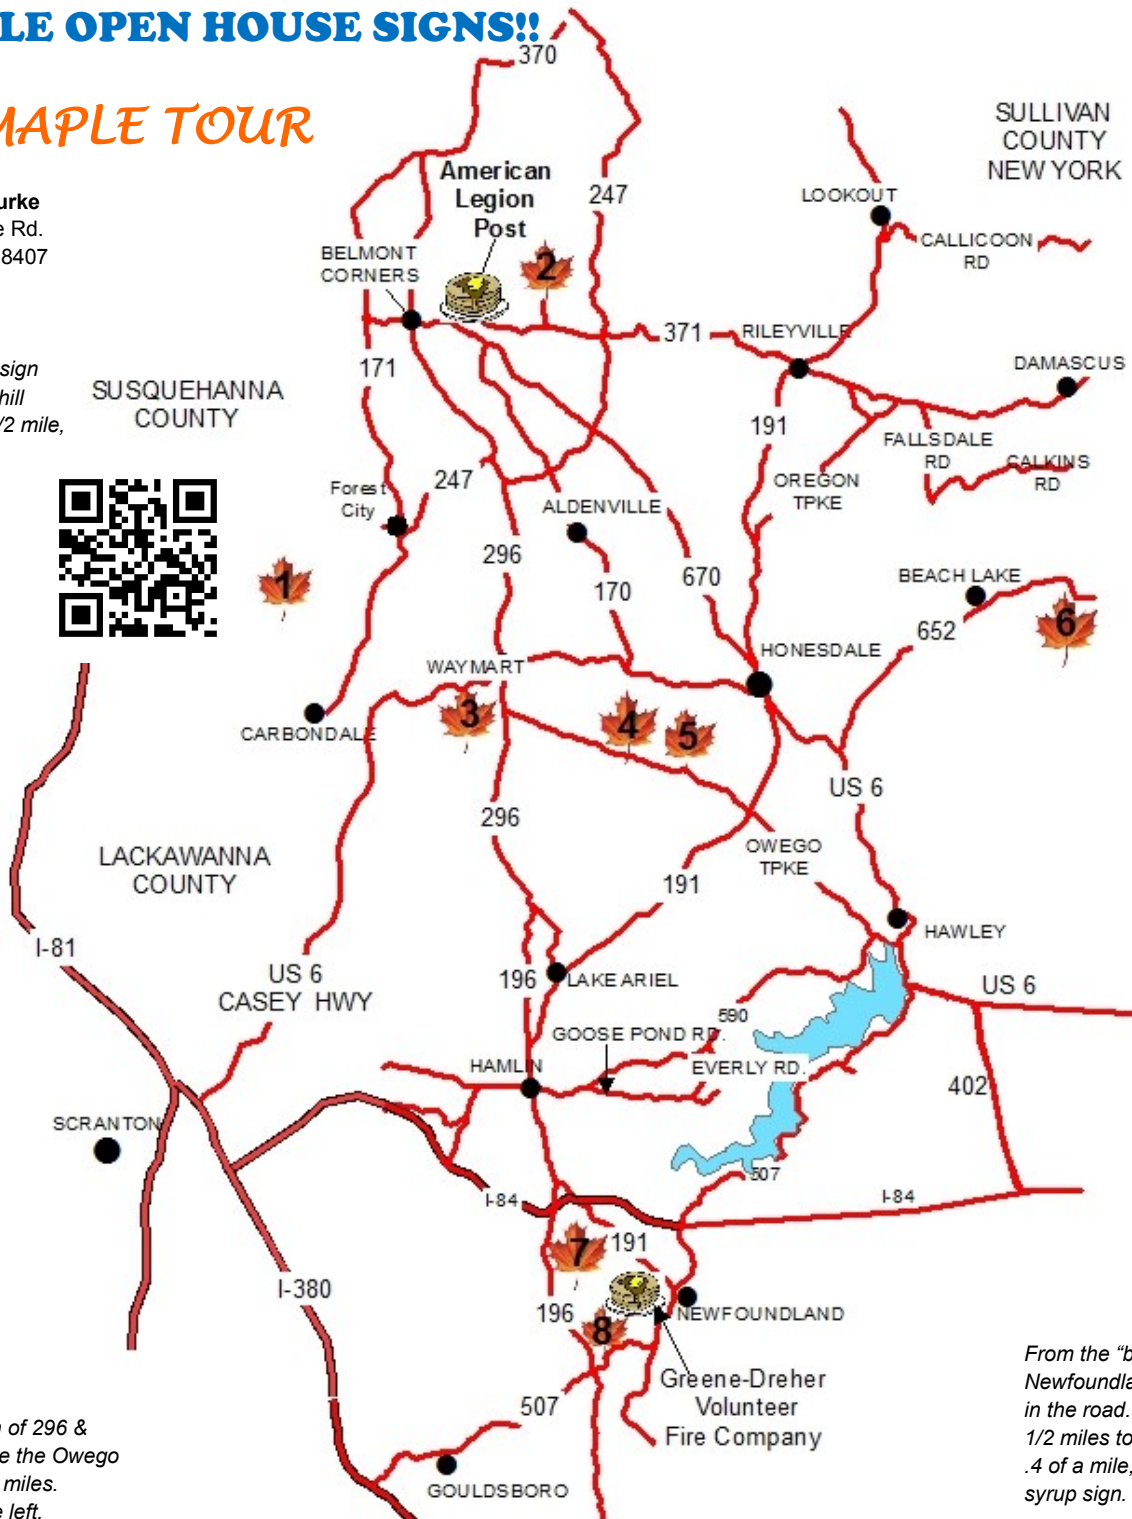 LE OPEN HOUSE SIGNS!!
MAPLE TOUR
urke
e Rd.
8407
sign
hill
/2 mile,
370
SULLIVAN
COUNTY
NEW YORK
American
Legion
Post
247
LOOKOUT
CALLICOON
RD
BELMONT
CORNERS
2
371
RILEYVILLE
171
DAMASCUS
SUSQUEHANNA
COUNTY
191
FALLSDALE
RD
CALKINS
RD
OREGON
TPKE
247
Forest
City
ALDENVILLE
296
670
170
1
BEACH LAKE
652
6
HONESDALE
WAYMART
3
4
5
CARBONDALE
US 6
296
OWEGO
TPKE
LACKAWANNA
COUNTY
191
HAWLEY
I-81
US 6
CASEY HWY
196
LAKE ARIEL
US 6
590
GOOSE POND RD.
HAMLIN
EVERLY RD.
402
SCRANTON
507
I-84
I-84
7
191
I-380
196
8
NEWFOUNDLAND
Greene-Dreher
Volunteer
Fire Company
507
GOULDSBORO
n of 296 &
e the Owego
miles.
e left.
From the “b
Newfoundla
in the road.
1/2 miles to
.4 of a mile,
syrup sign.